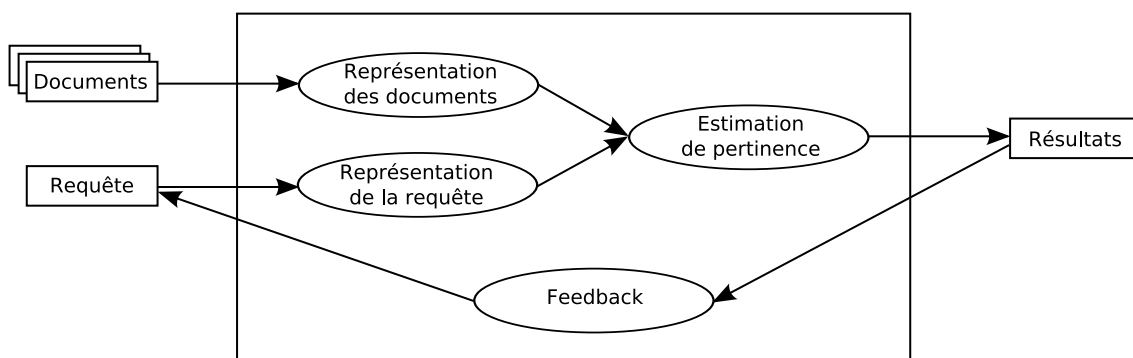 Documents
Représentation
des documents
Estimation
de pertinence
Résultats
Requête
Représentation
de la requête
Feedback